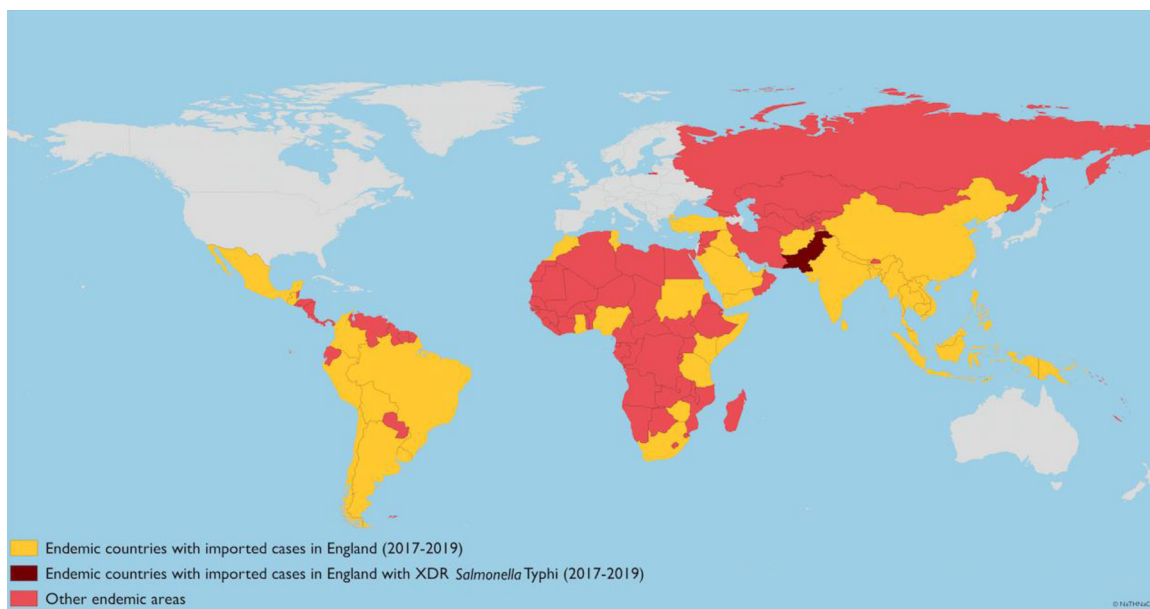 Endemic countries with imported cases in England (2017-2019)
Endemic countries with imported cases in England with XDR Salmonella Typhi (2017-2019)
Other endemic areas